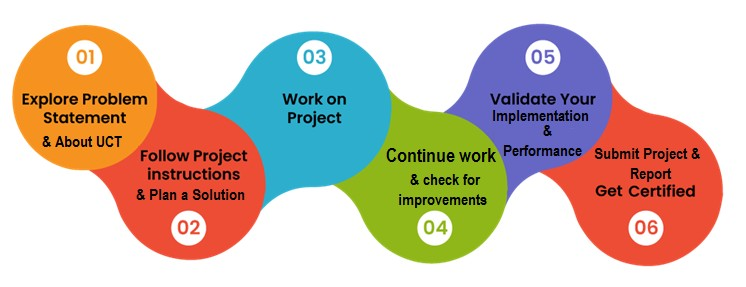 01
Explore Problem
Statement
& About UCT
Follow Project
instructions
& Plan a Solution
02
03
Work on
Project
Continue work
& check for
improvements
04
05
Validate Your
Implementation
&
Performance
Submit Project &
Report
Get Certified
06